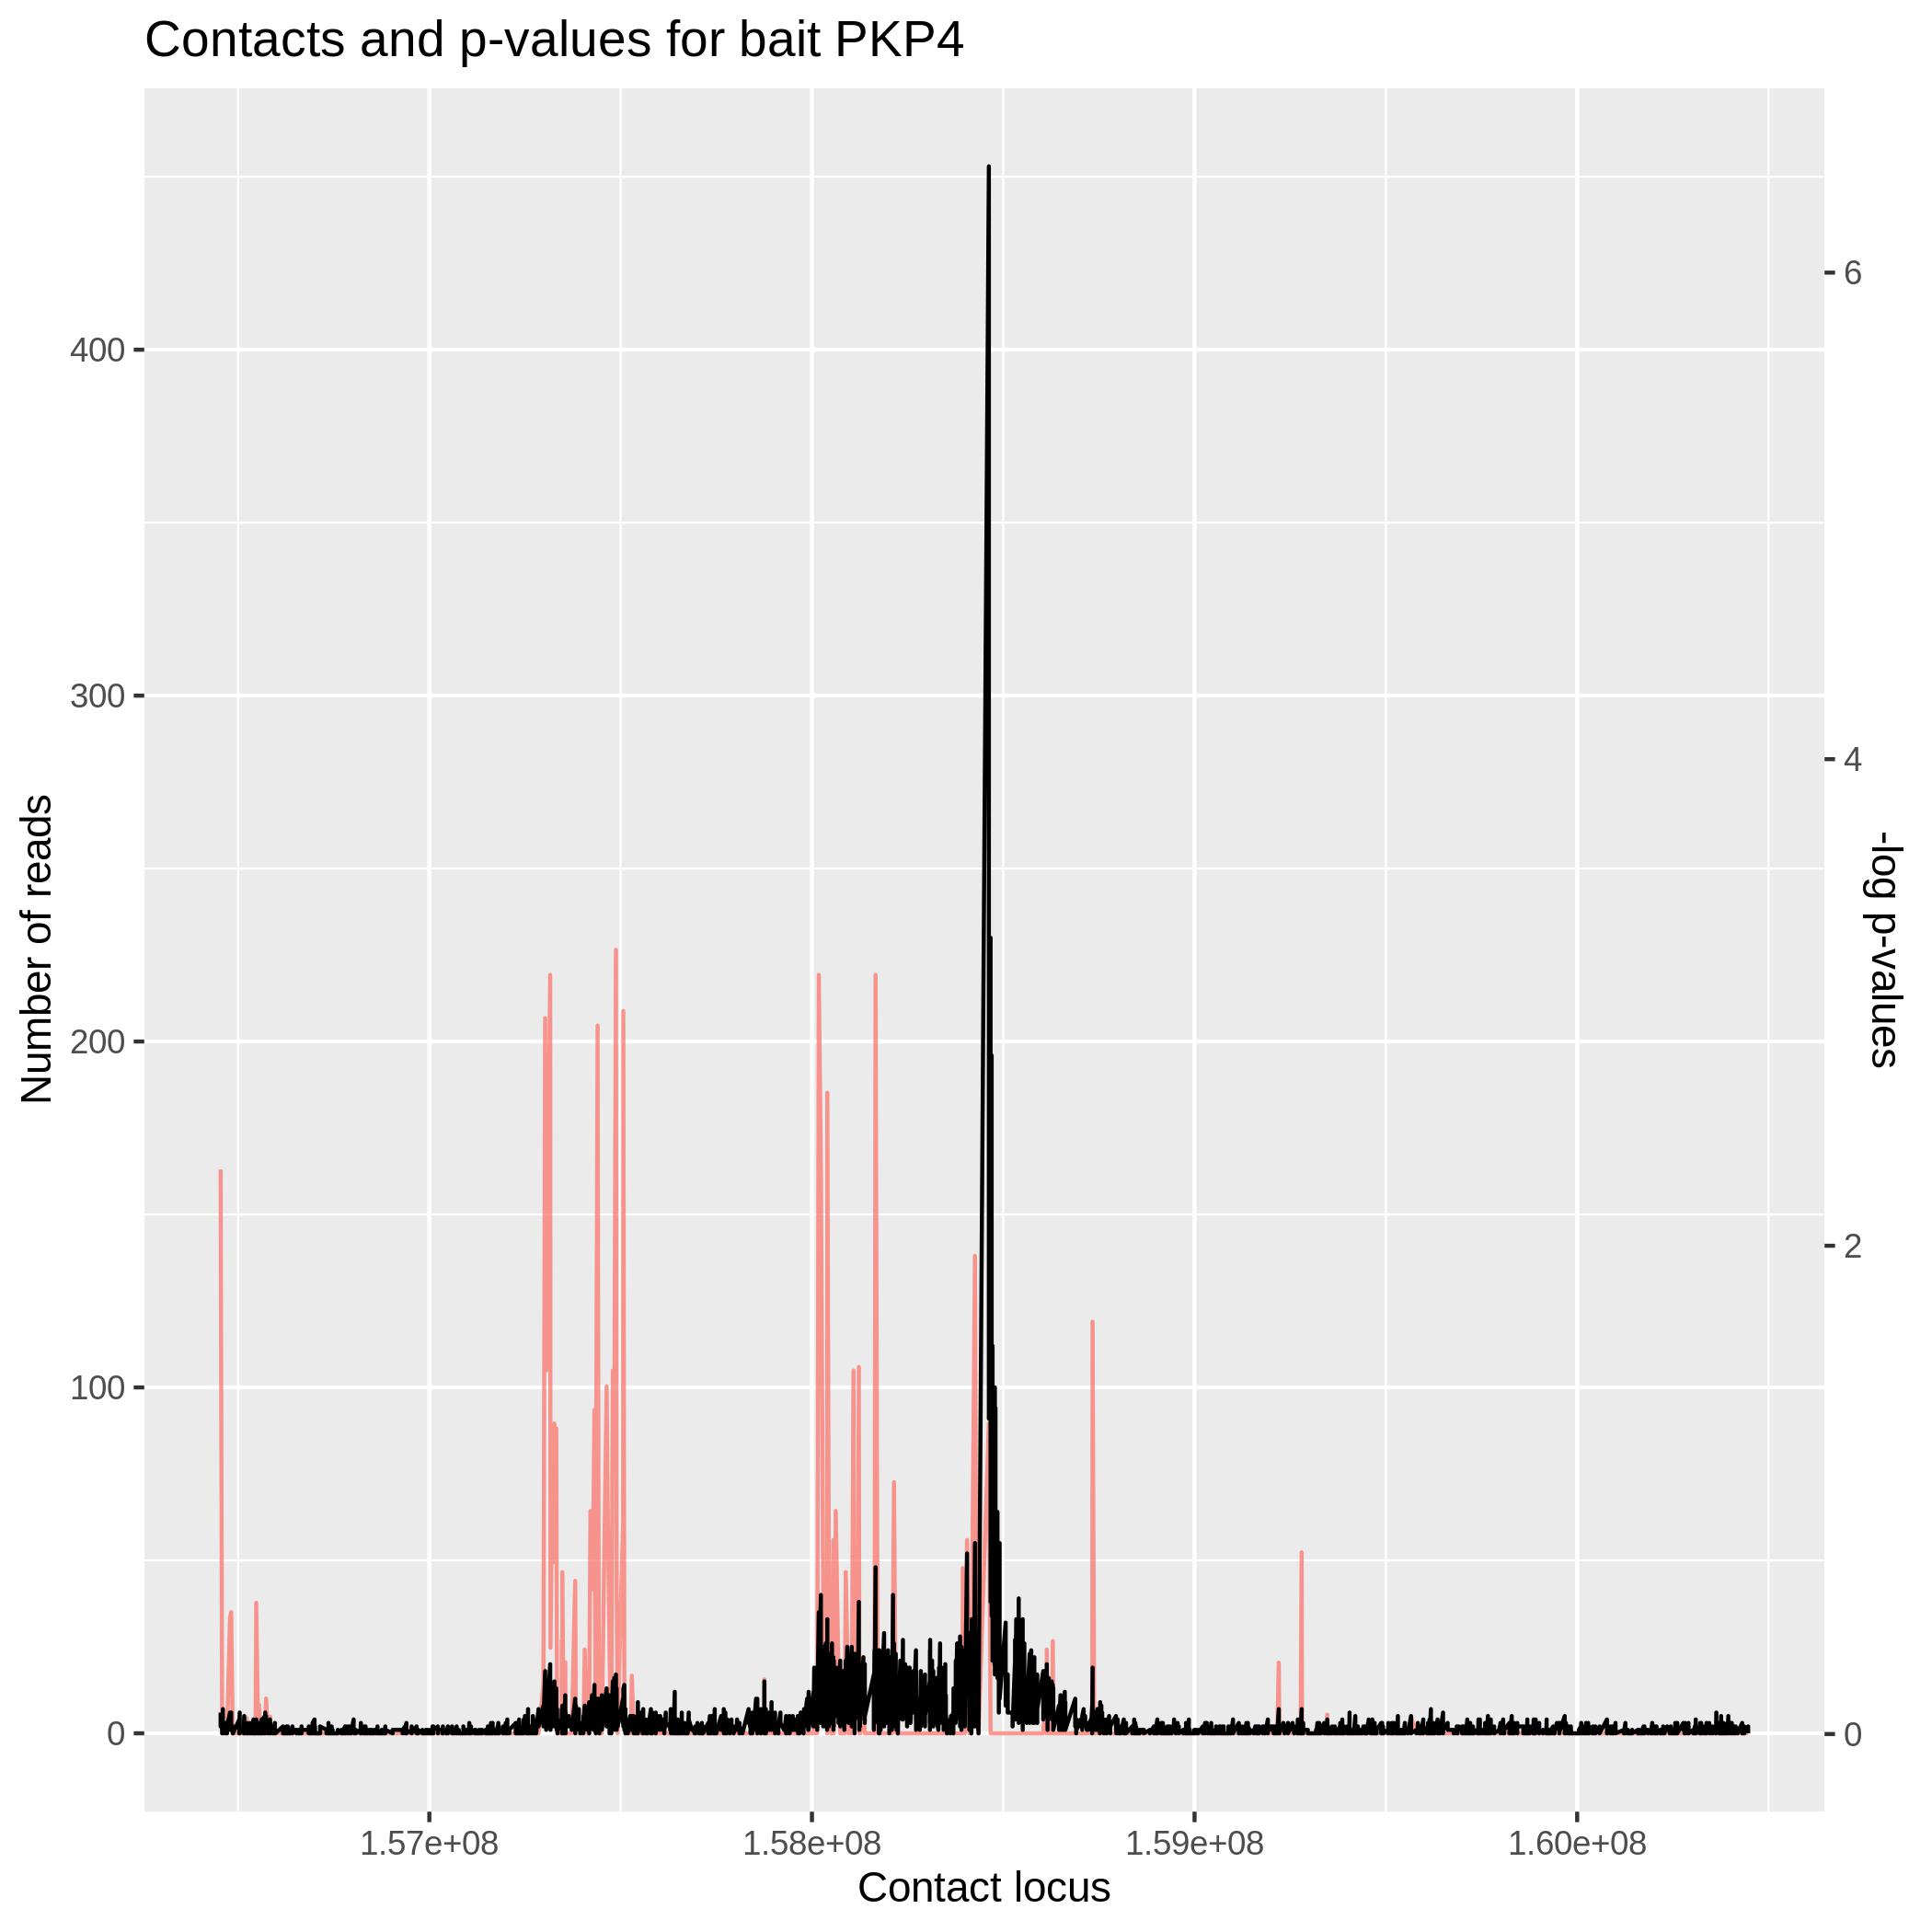 Contacts and p-values for bait PKP4
Number of reads
400
300
200
100
0
6
4
2
0
-log p-values
1.57e+08
1.58e+08
1.59e+08
1.60e+08
Contact locus